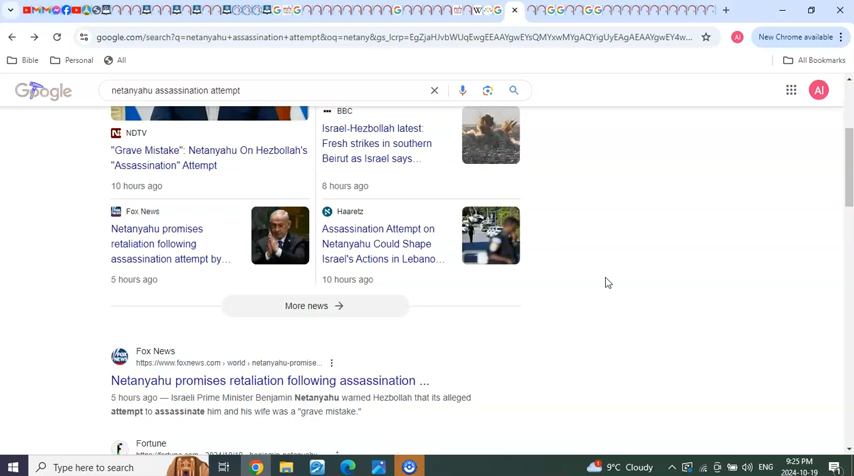 google.com/search?q=netanyahu+assassination+attempt&oq=netany&gs_lcrp=EgZjaHJvbWUqEwgEEAAYgwEYsQMYxwMYgAQYigUyEAgAEAAYgwEY4w...
AI
New Chrome available
Bible
Personal
All
All Bookmarks
Google
netanyahu assassination attempt
AI
NDTV
"Grave Mistake": Netanyahu On Hezbollah's
"Assassination" Attempt
10 hours ago
BBC
Israel-Hezbollah latest:
Fresh strikes in southern
Beirut as Israel says...
8 hours ago
Fox News
Netanyahu promises
retaliation following
assassination attempt by...
5 hours ago
Haaretz
Assassination Attempt on
Netanyahu Could Shape
Israel's Actions in Lebano...
10 hours ago
More news
Fox News
https://www.foxnews.com › world › netanyahu-promise...
Netanyahu promises retaliation following assassination ...
5 hours ago — Israeli Prime Minister Benjamin Netanyahu warned Hezbollah that its alleged
attempt to assassinate him and his wife was a "grave mistake."
Fortune
Type here to search
9°C Cloudy
ENG
9:25 PM
2024-10-19